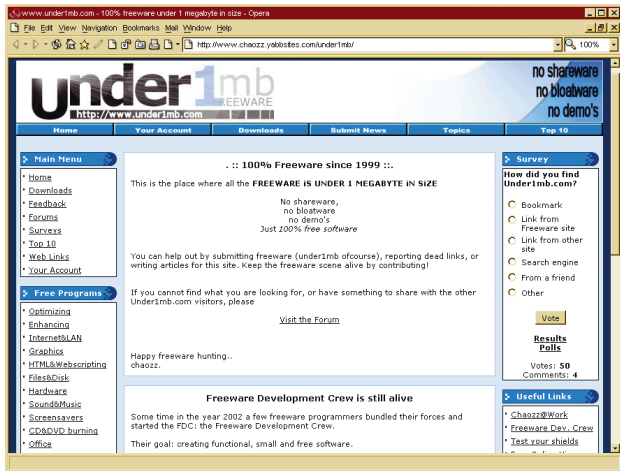 www.under1mb.com - 100% freeware under 1 megabyte in size - Opera
File Edit View Navigation Bookmarks Mail Window Help
http://www.chaozz.yabbsites.com/under1mb/
100%
under1mb
FREEWARE
http://www.under1mb.com
no shareware
no bloatware
no demo's
Home Your Account Downloads Submit News Topics Top 10
Main Menu
Home
Downloads
Feedback
Forums
Surveys
Top 10
Web Links
Your Account
Free Programs
Optimizing
Enhancing
Internet&LAN
Graphics
HTML&Webscripting
Files&Disk
Hardware
Sound&Music
Screensavers
CD&DVD burning
Office
. :: 100% Freeware since 1999 ::.
This is the place where all the FREEWARE iS UNDER 1 MEGABYTE iN SiZE
No shareware,
no bloatware
no demo's
Just 100% free software
You can help out by submitting freeware (under1mb ofcourse), reporting dead links, or
writing articles for this site. Keep the freeware scene alive by contributing!
If you cannot find what you are looking for, or have something to share with the other
Under1mb.com visitors, please
Visit the Forum
Happy freeware hunting..
chaozz.
Freeware Development Crew is still alive
Some time in the year 2002 a few freeware programmers bundled their forces and
started the FDC: the Freeware Development Crew.
Their goal: creating functional, small and free software.
Survey
How did you find
Under1mb.com?
Bookmark
Link from
Freeware site
Link from other
site
Search engine
From a friend
Other
Vote
Results
Polls
Votes: 50
Comments: 4
Useful Links
Chaozz@Work
Freeware Dev. Crew
Test your shields